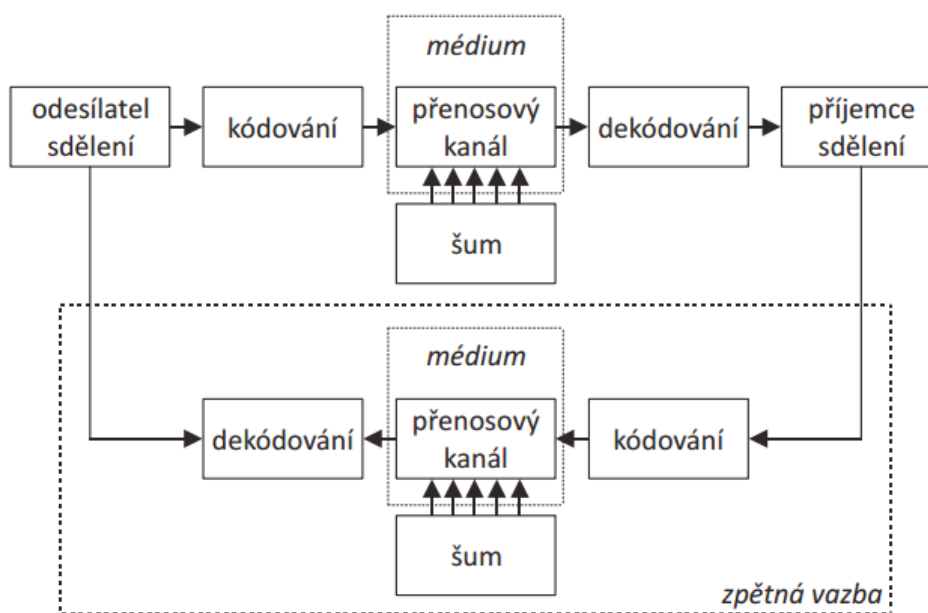 médium
odesílatel
sdělení
kódování
přenosový
kanál
dekódování
příjemce
sdělení
šum
médium
dekódování
přenosový
kanál
kódování
šum
zpětná vazba